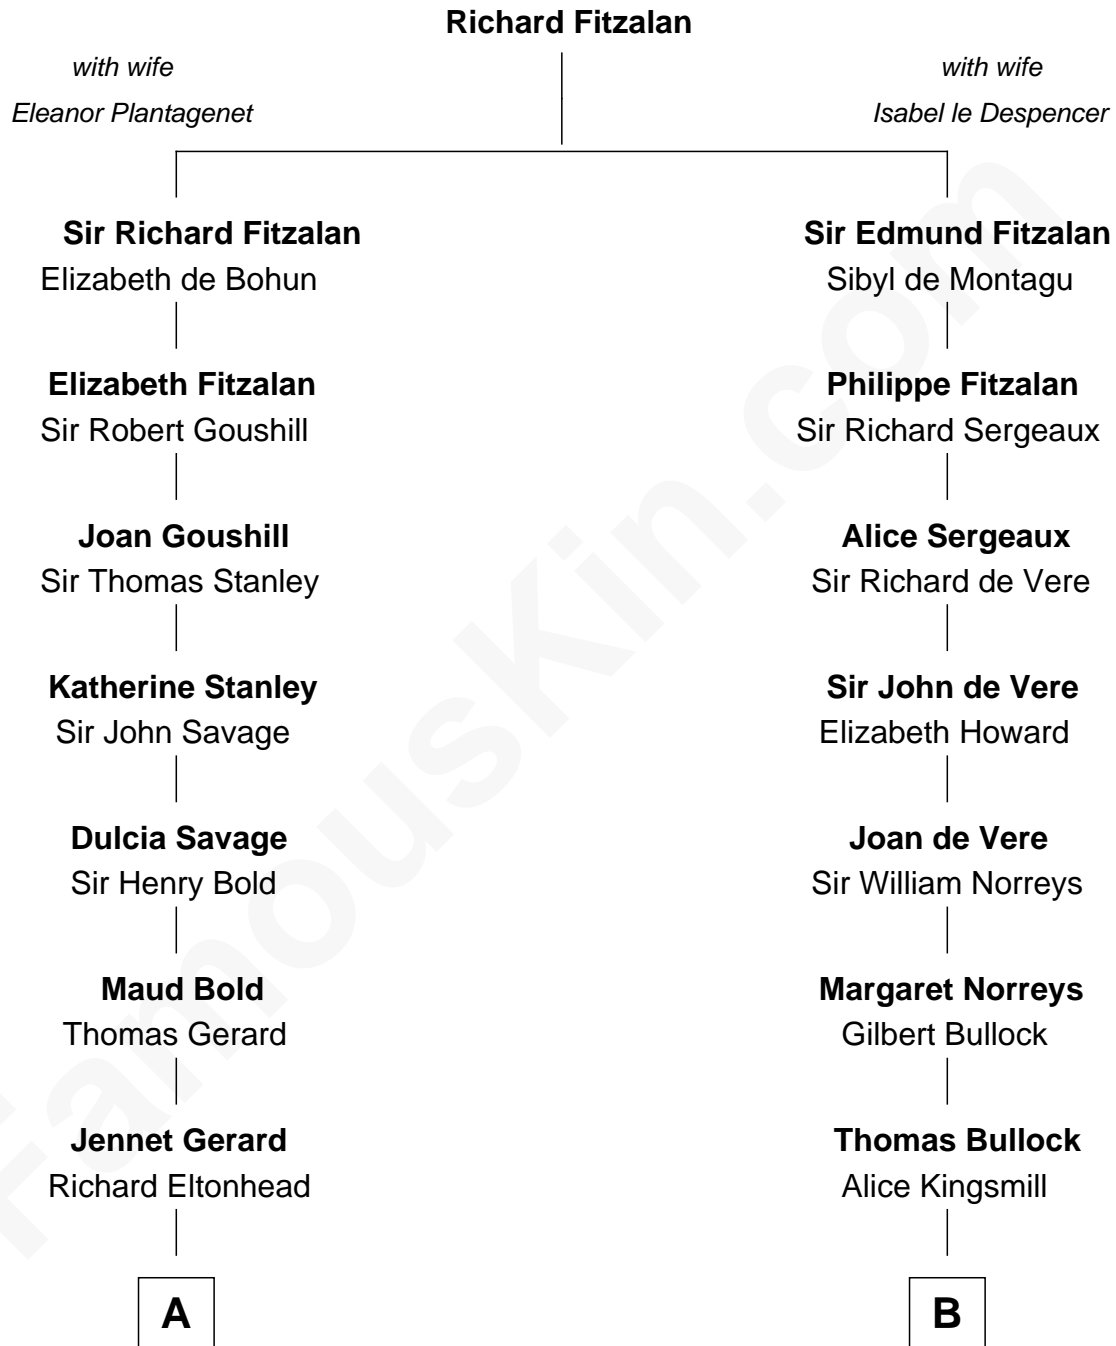 Richard Fitzalan
with wife
Eleanor Plantagenet
with wife
Isabel le Despencer
Sir Richard Fitzalan
Elizabeth de Bohun
Sir Edmund Fitzalan
Sibyl de Montagu
Elizabeth Fitzalan
Sir Robert Goushill
Philippe Fitzalan
Sir Richard Sergeaux
Joan Goushill
Sir Thomas Stanley
Alice Sergeaux
Sir Richard de Vere
Katherine Stanley
Sir John Savage
Sir John de Vere
Elizabeth Howard
Dulcia Savage
Sir Henry Bold
Joan de Vere
Sir William Norreys
Maud Bold
Thomas Gerard
Margaret Norreys
Gilbert Bullock
Jennet Gerard
Richard Eltonhead
Thomas Bullock
Alice Kingsmill
A
B
FamousKin.com